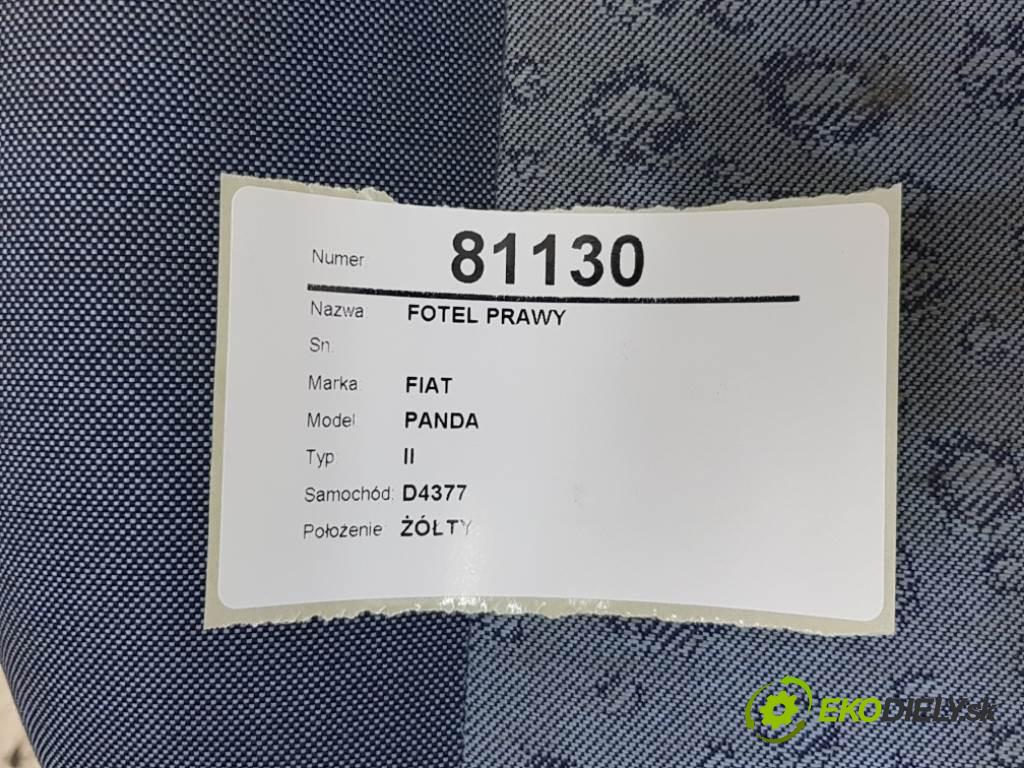 Numer 81130
Nazwa: FOTEL PRAWY
Sn.
Marka: FIAT
Model PANDA
Typ II
Samochód: D4377
Położenie ŻÓŁTY
EKODIELY.sk